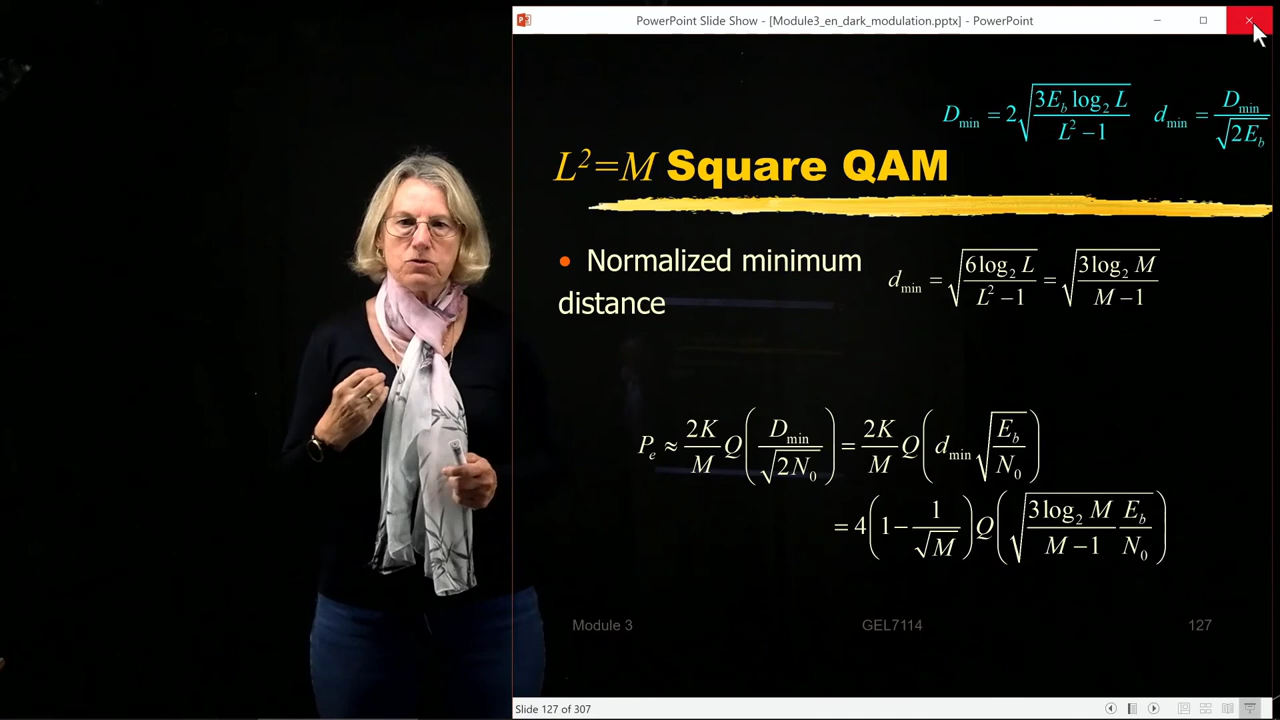 PowerPoint Slide Show - [Module3_en_dark_modulation.pptx] - PowerPoint
D_min = 2√(3E_b log_2 L / (L^2 − 1))   d_min = D_min / √(2E_b)
L^2=M Square QAM
• Normalized minimum
distance
d_min = √(6 log_2 L / (L^2 − 1)) = √(3 log_2 M / (M − 1))
P_e ≈ (2K/M) Q(D_min / √(2N_0)) = (2K/M) Q(d_min √(E_b/N_0))
= 4(1 − 1/√M) Q(√((3 log_2 M / (M − 1)) (E_b/N_0)))
Module 3   GEL7114   127
Slide 127 of 307